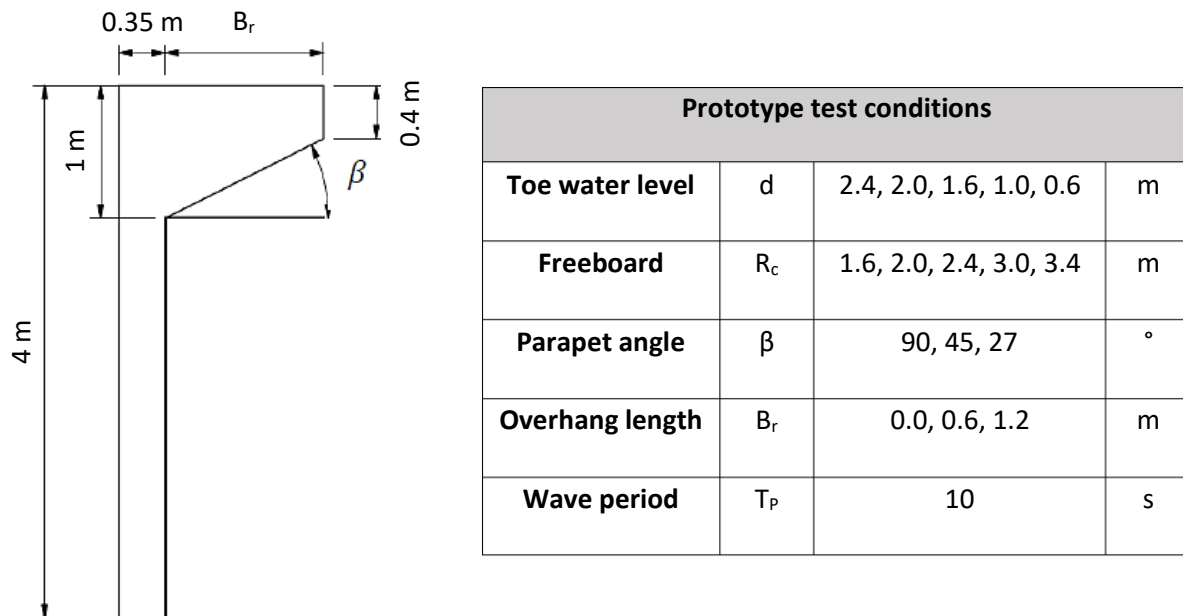 0.35 m
Bᵣ
1 m
0.4 m
β
4 m
Prototype test conditions
Toe water level d 2.4, 2.0, 1.6, 1.0, 0.6 m
Freeboard R꜀ 1.6, 2.0, 2.4, 3.0, 3.4 m
Parapet angle β 90, 45, 27 °
Overhang length Bᵣ 0.0, 0.6, 1.2 m
Wave period Tₚ 10 s